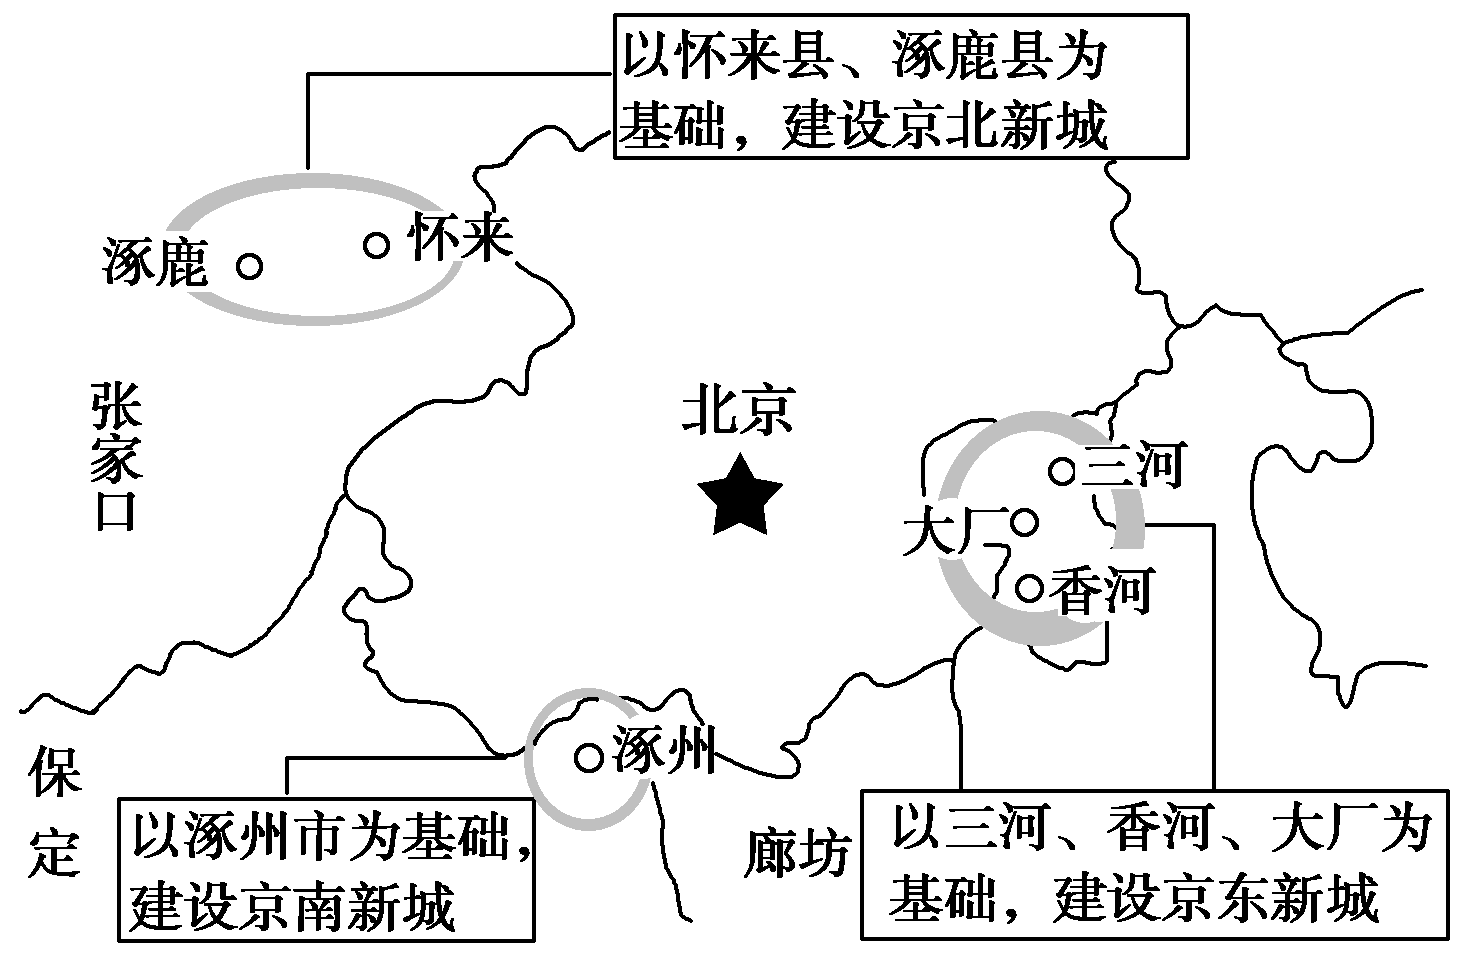 以怀来县、涿鹿县为
基础，建设京北新城
怀来
涿鹿
张家口
北京
三河
大厂
香河
涿州
保定
以涿州市为基础，
建设京南新城
廊坊
以三河、香河、大厂为
基础，建设京东新城